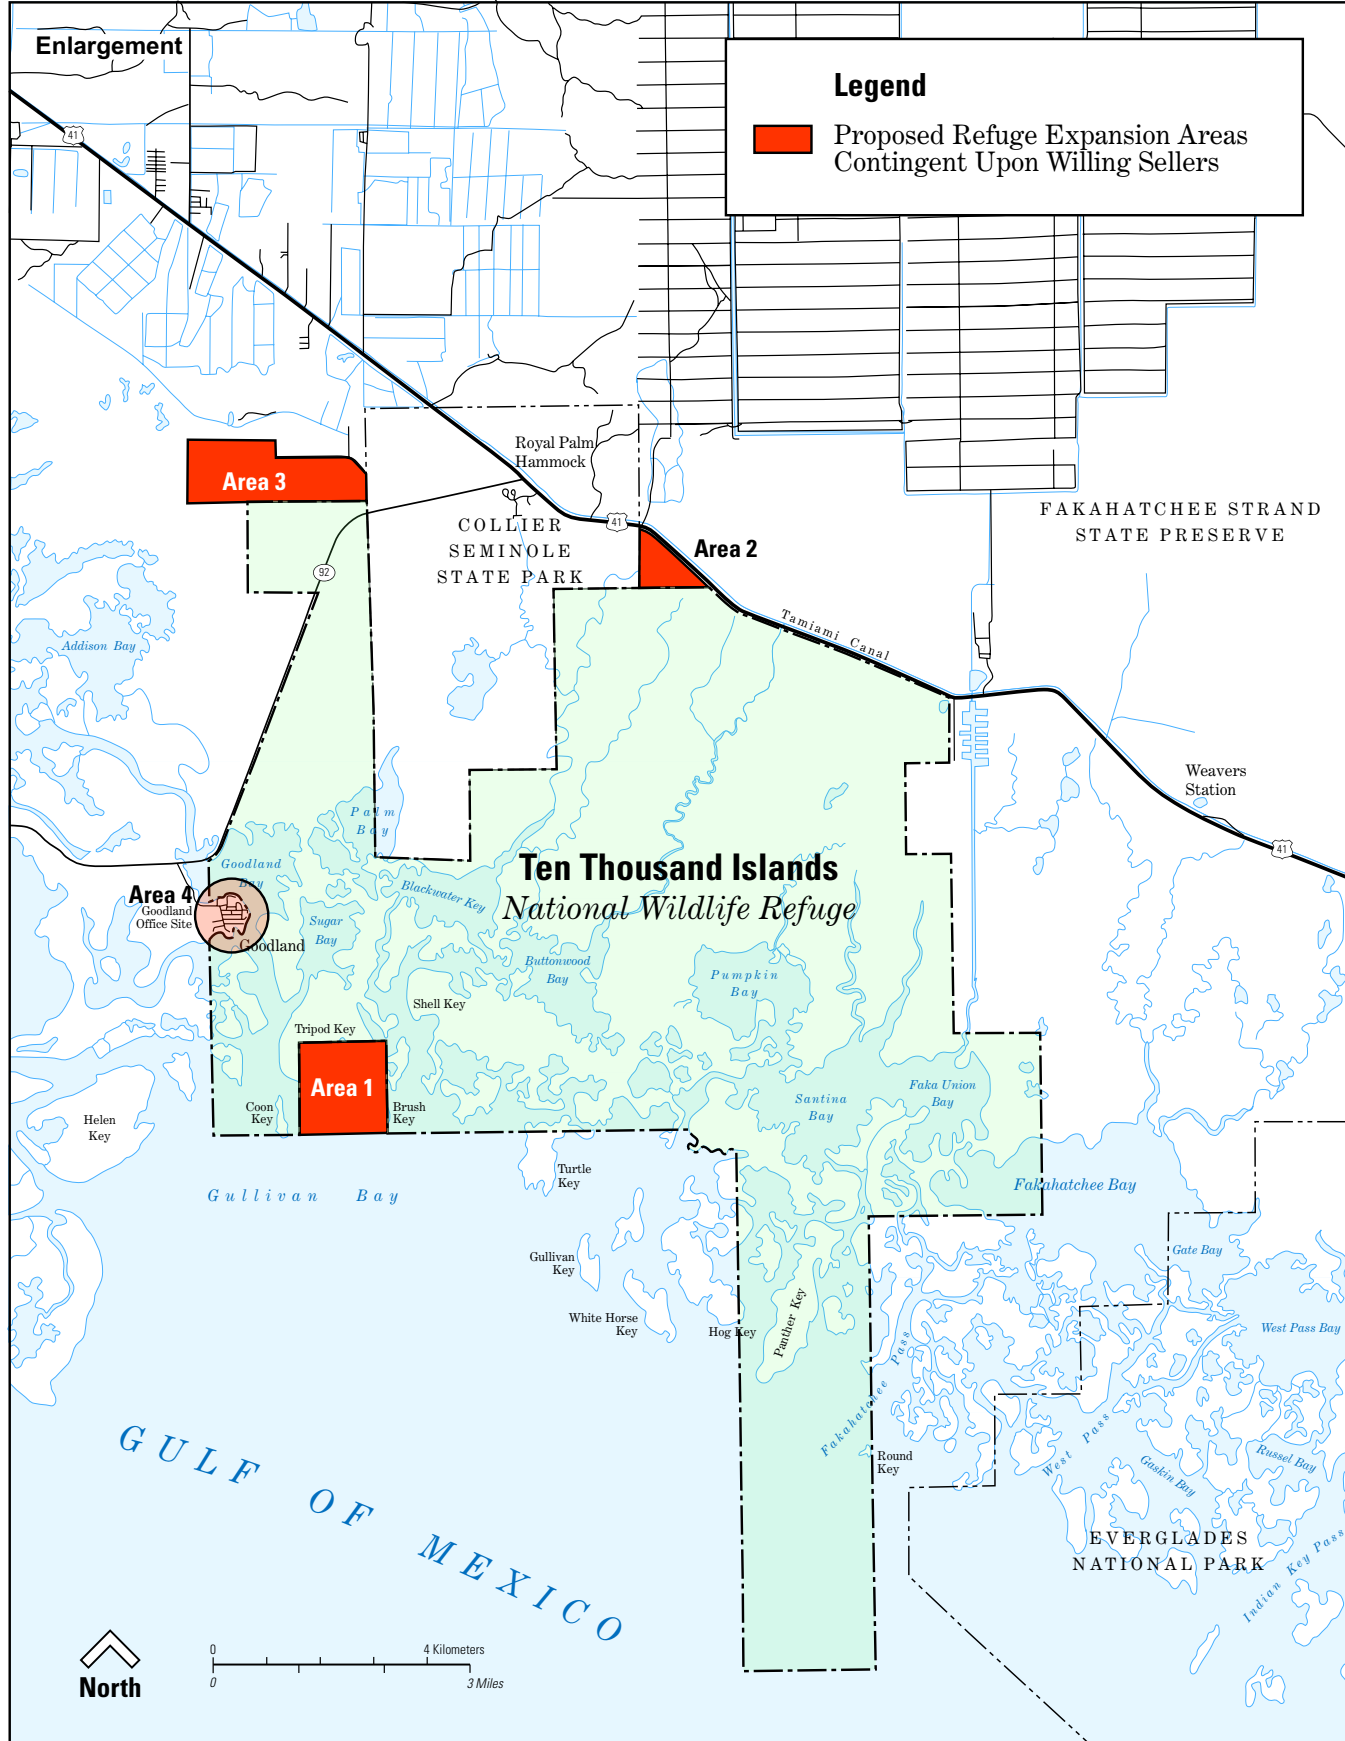 Enlargement
Legend
Proposed Refuge Expansion Areas
Contingent Upon Willing Sellers
41
Royal Palm
Hammock
Area 3
41
COLLIER
SEMINOLE
STATE PARK
FAKAHATCHEE STRAND
STATE PRESERVE
Area 2
92
Tamiami Canal
Addison Bay
Weavers
Station
41
Palm
Bay
Goodland
Bay
Ten Thousand Islands
National Wildlife Refuge
Blackwater Key
Area 4
Goodland
Office Site
Goodland
Sugar
Bay
Buttonwood
Bay
Pumpkin
Bay
Shell Key
Tripod Key
Area 1
Coon
Key
Brush
Key
Helen
Key
Santina
Bay
Faka Union
Bay
Turtle
Key
Gullivan Bay
Fakahatchee Bay
Gullivan
Key
Gate Bay
White Horse
Key
Hog Key
Panther Key
West Pass Bay
Fakahatchee Pass
West Pass
Round
Key
Gaskin Bay
Russel Bay
GULF OF MEXICO
EVERGLADES
NATIONAL PARK
Indian Key Pass
North
0 4 Kilometers
0 3 Miles